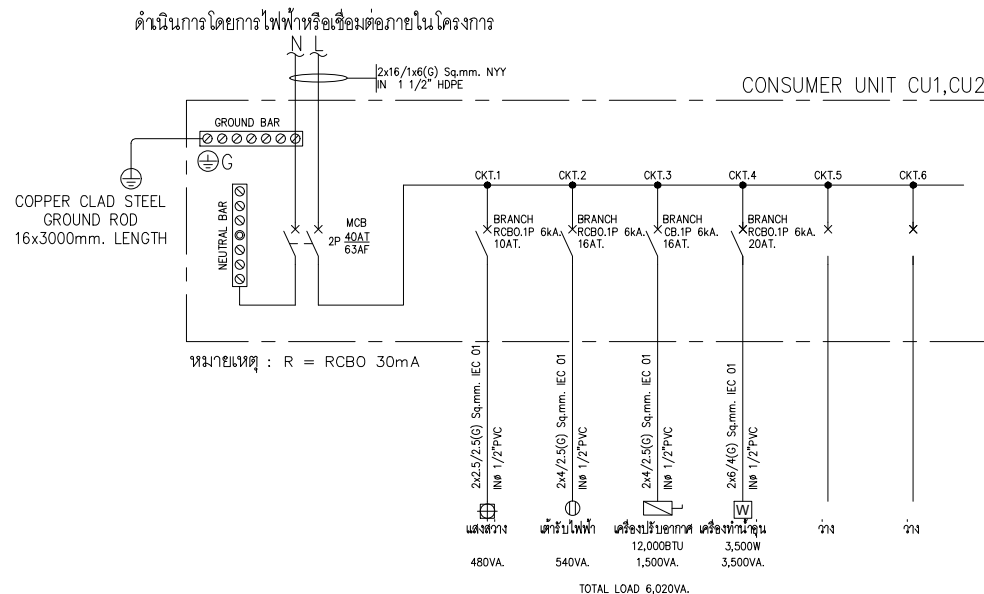 ดำเนินการโดยการไฟฟ้าหรือเชื่อมต่อภายในโครงการ
N L
2x16/1x6(G) Sq.mm. NYY
IN 1 1/2" HDPE
CONSUMER UNIT CU1,CU2
GROUND BAR
G
COPPER CLAD STEEL
GROUND ROD
16x3000mm. LENGTH
NEUTRAL BAR
MCB
2P 40AT
63AF
CKT.1
CKT.2
CKT.3
CKT.4
CKT.5
CKT.6
BRANCH
RCBO.1P 6kA.
10AT.
BRANCH
RCBO.1P 6kA.
16AT.
BRANCH
CB.1P 6kA.
16AT.
BRANCH
RCBO.1P 6kA.
20AT.
หมายเหตุ : R = RCBO 30mA
2x2.5/2.5(G) Sq.mm. IEC 01
INø 1/2"PVC
2x4/2.5(G) Sq.mm. IEC 01
INø 1/2"PVC
2x4/2.5(G) Sq.mm. IEC 01
INø 1/2"PVC
2x6/4(G) Sq.mm. IEC 01
INø 1/2"PVC
W
แสงสว่าง
480VA.
เต้ารับไฟฟ้า
540VA.
เครื่องปรับอากาศ
12,000BTU
1,500VA.
เครื่องทำน้ำอุ่น
3,500W
3,500VA.
ว่าง
ว่าง
TOTAL LOAD 6,020VA.